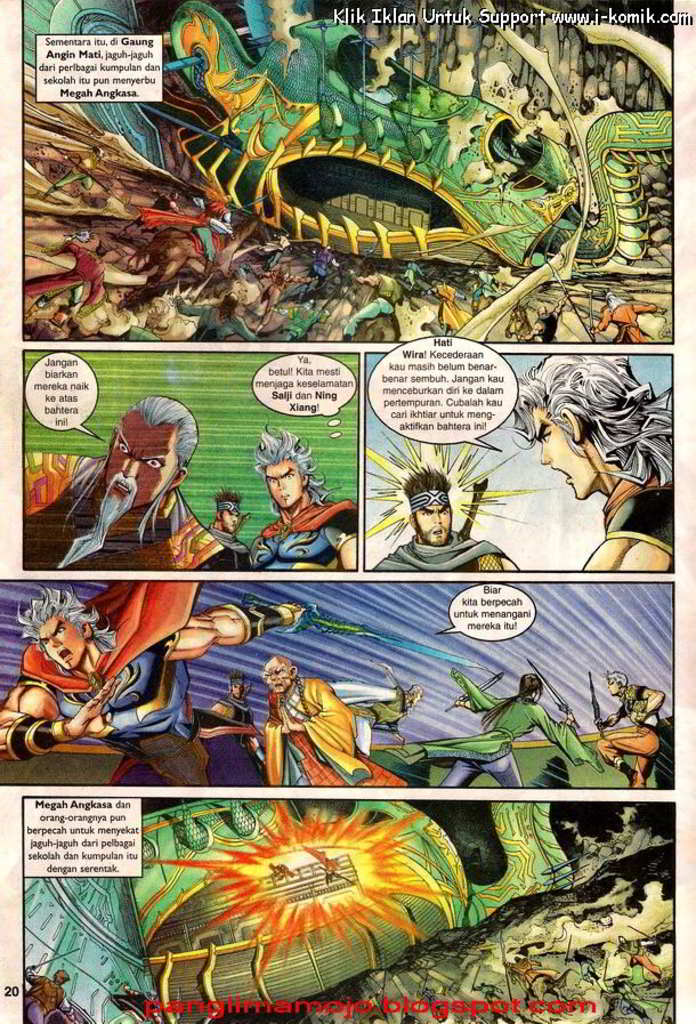 Klik Iklan Untuk Support www.j-komik.com
Sementara itu, di Gaung
Angin Mati, jaguh-jaguh
dari perlbagai kumpulan dan
sekolah itu pun menyerbu
Megah Angkasa.
Jangan
biarkan
mereka naik
ke atas
bahtera
ini!
Ya,
betul! Kita mesti
menjaga keselamatan
Salji dan Ning
Xiang!
Hati
Wira! Kecederaan
kau masih belum benar-
benar sembuh. Jangan kau
menceburkan diri ke dalam
pertempuran. Cubalah kau
cari ikhtiar untuk meng-
aktifkan bahtera ini!
Biar
kita berpecah
untuk menangani
mereka itu!
Megah Angkasa dan
orang-orangnya pun
berpecah untuk menyekat
jaguh-jaguh dari pelbagai
sekolah dan kumpulan itu
dengan serentak.
20
panglimamojo.blogspot.com